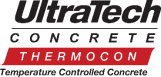 UltraTech
CONCRETE
THERMOCON
Temperature Controlled Concrete